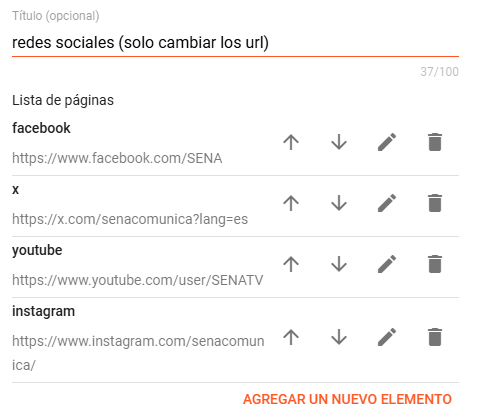 Título (opcional)
redes sociales (solo cambiar los url)
37/100
Lista de páginas
facebook
https://www.facebook.com/SENA
x
https://x.com/senacomunica?lang=es
youtube
https://www.youtube.com/user/SENATV
instagram
https://www.instagram.com/senacomun
ica/
AGREGAR UN NUEVO ELEMENTO